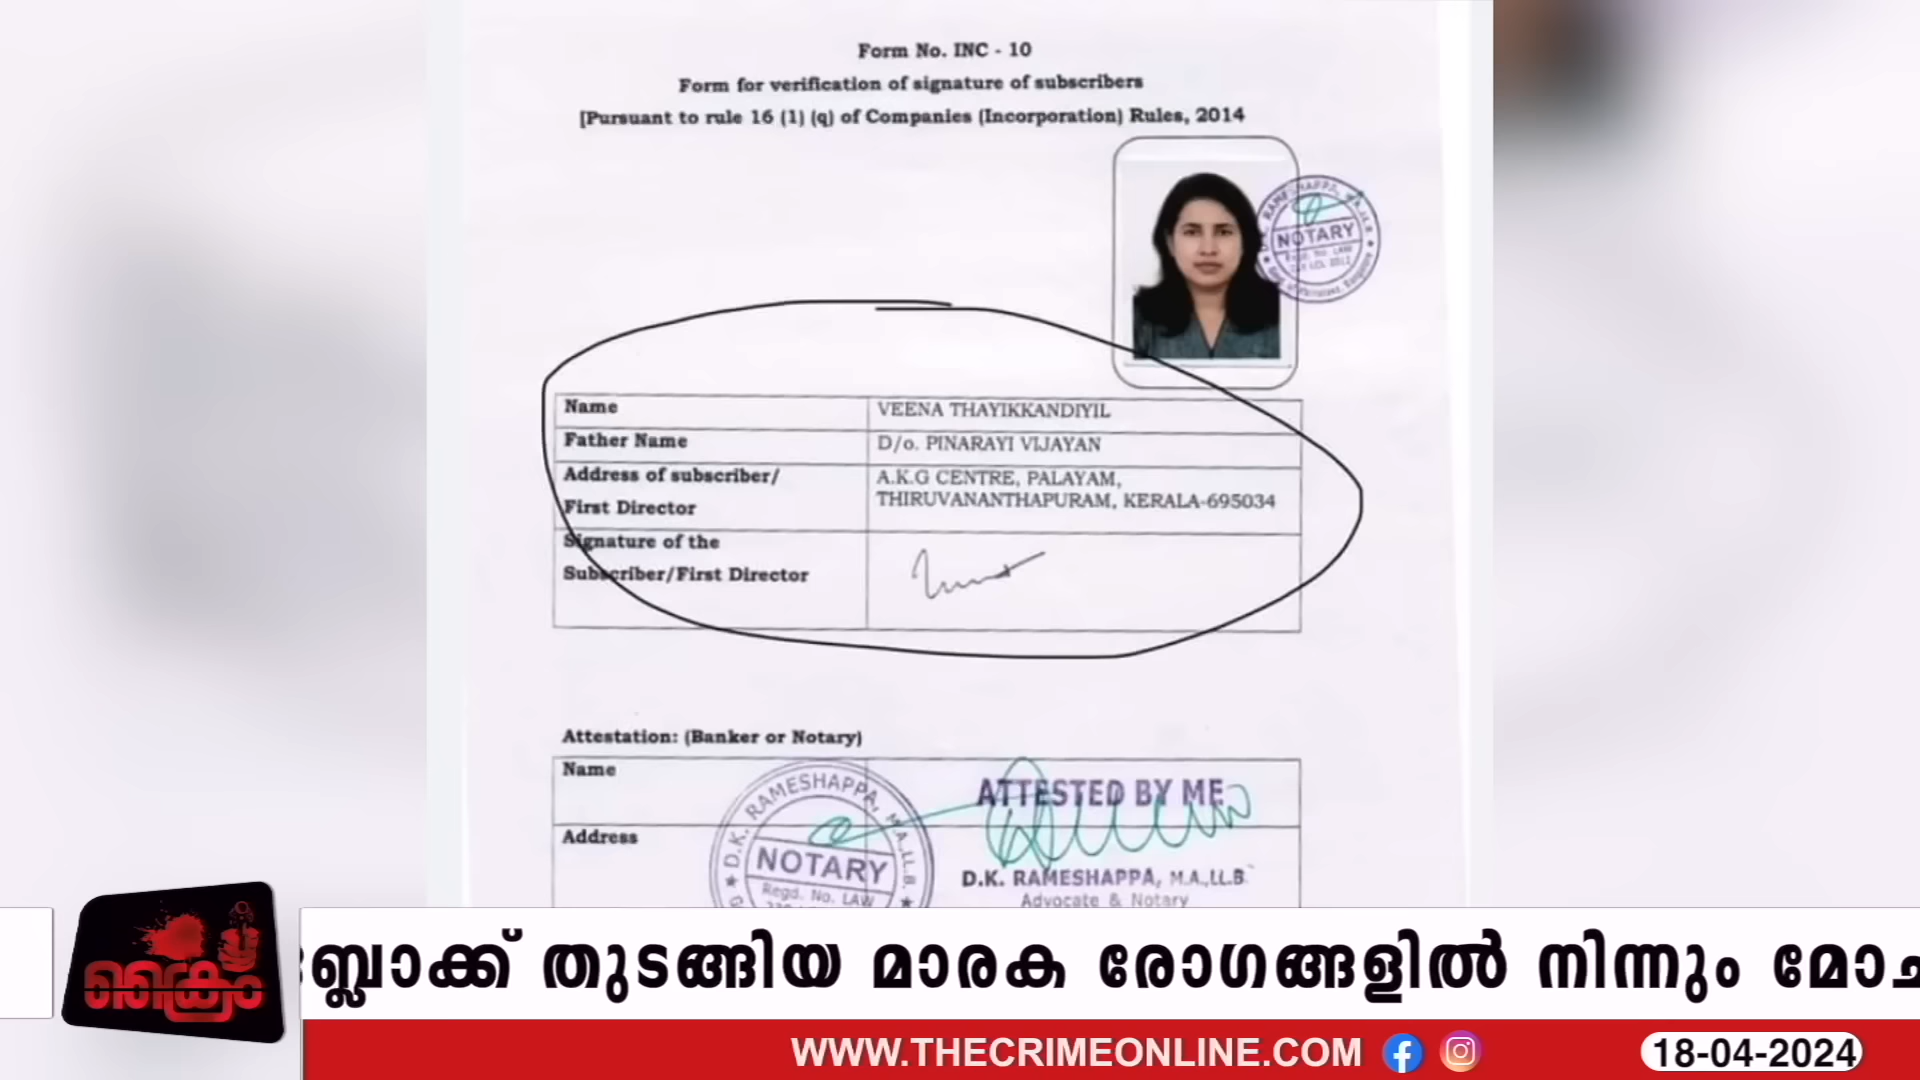 Form No. INC - 10
Form for verification of signature of subscribers
[Pursuant to rule 16 (1) (q) of Companies (Incorporation) Rules, 2014
D.K. RAMESHAPPA, M.A.,LL.B
NOTARY
Name VEENA THAYIKKANDIYIL
Father Name D/o. PINARAYI VIJAYAN
Address of subscriber/ A.K.G CENTRE, PALAYAM,
First Director THIRUVANANTHAPURAM, KERALA-695034
Signature of the
Subscriber/First Director
Attestation: (Banker or Notary)
Name
ATTESTED BY ME
Address
D.K. RAMESHAPPA, M.A.,LL.B.
NOTARY
Regd. No. LAW
D.K. RAMESHAPPA, M.A.,LL.B.
Advocate & Notary
ക്രൈം
ബ്ലോക്ക് തുടങ്ങിയ മാരക രോഗങ്ങളിൽ നിന്നും മോച
WWW.THECRIMEONLINE.COM
18-04-2024